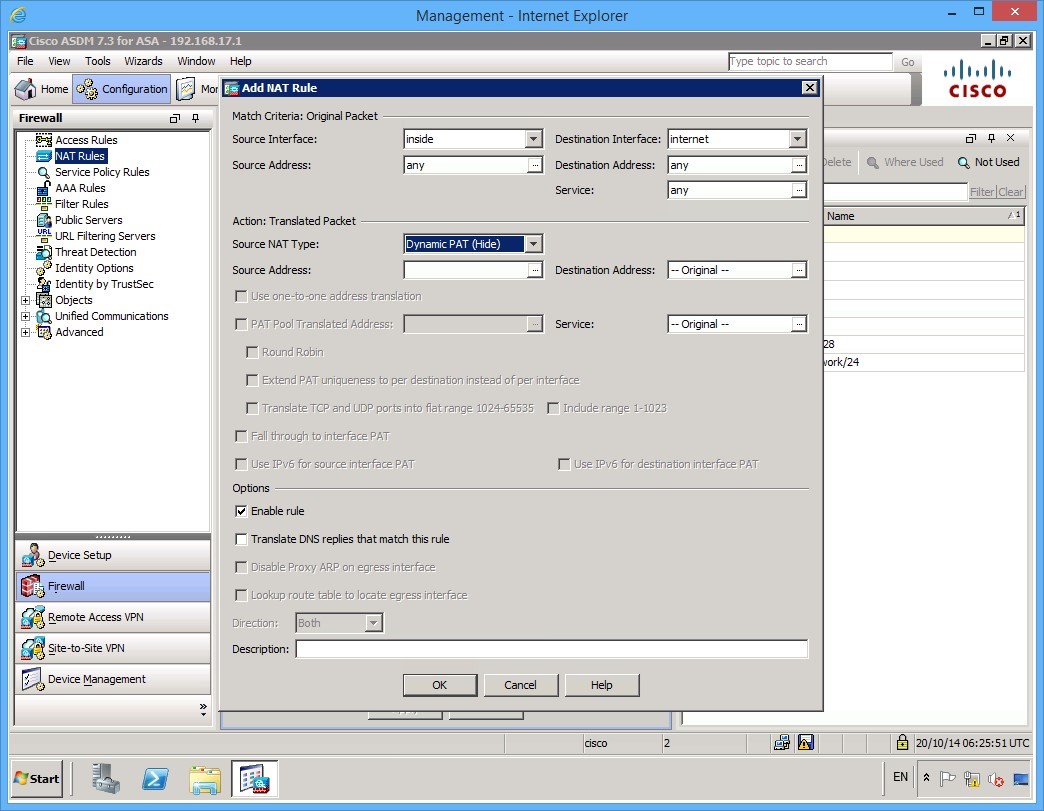 Management - Internet Explorer
Cisco ASDM 7.3 for ASA - 192.168.17.1
File View Tools Wizards Window Help
Type topic to search Go
CISCO
Home Configuration Mor
Firewall
Access Rules
NAT Rules
Service Policy Rules
AAA Rules
Filter Rules
Public Servers
URL URL Filtering Servers
Threat Detection
Identity Options
Identity by TrustSec
Objects
Unified Communications
Advanced
Device Setup
Firewall
Remote Access VPN
Site-to-Site VPN
Device Management
Add NAT Rule
Match Criteria: Original Packet
Source Interface: inside Destination Interface: internet
Source Address: any Destination Address: any
Service: any
Action: Translated Packet
Source NAT Type: Dynamic PAT (Hide)
Source Address: Destination Address: -- Original --
Use one-to-one address translation
PAT Pool Translated Address: Service: -- Original --
Round Robin
Extend PAT uniqueness to per destination instead of per interface
Translate TCP and UDP ports into flat range 1024-65535 Include range 1-1023
Fall through to interface PAT
Use IPv6 for source interface PAT Use IPv6 for destination interface PAT
Options
Enable rule
Translate DNS replies that match this rule
Disable Proxy ARP on egress interface
Lookup route table to locate egress interface
Direction: Both
Description:
OK Cancel Help
Delete Where Used Not Used
Filter Clear
Name 1
28
work/24
cisco 2 20/10/14 06:25:51 UTC
Start EN